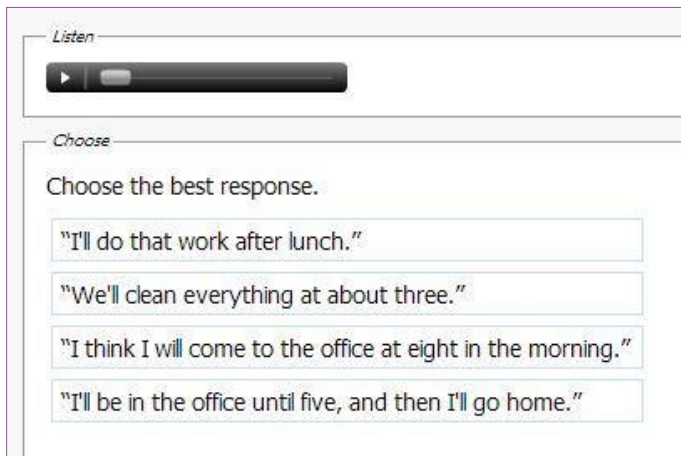 Listen
Choose
Choose the best response.
“I'll do that work after lunch.”
“We'll clean everything at about three.”
“I think I will come to the office at eight in the morning.”
“I'll be in the office until five, and then I'll go home.”